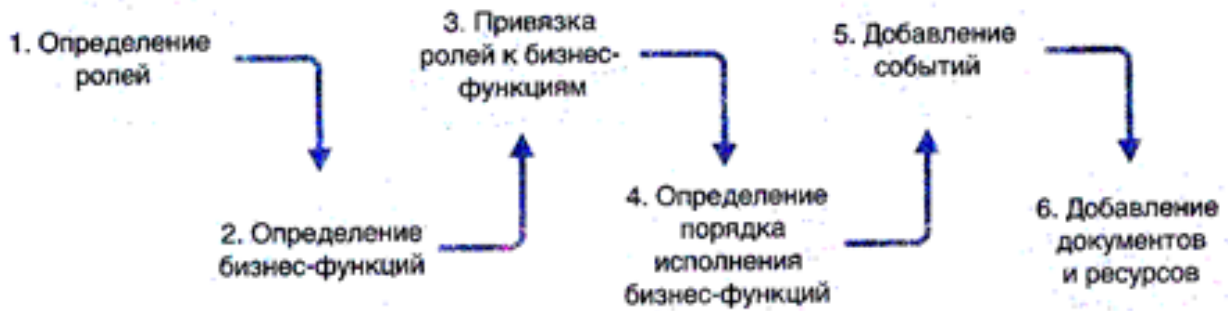 1. Определение
ролей
2. Определение
бизнес-функций
3. Привязка
ролей к бизнес-
функциям
4. Определение
порядка
исполнения
бизнес-функций
5. Добавление
событий
6. Добавление
документов
и ресурсов